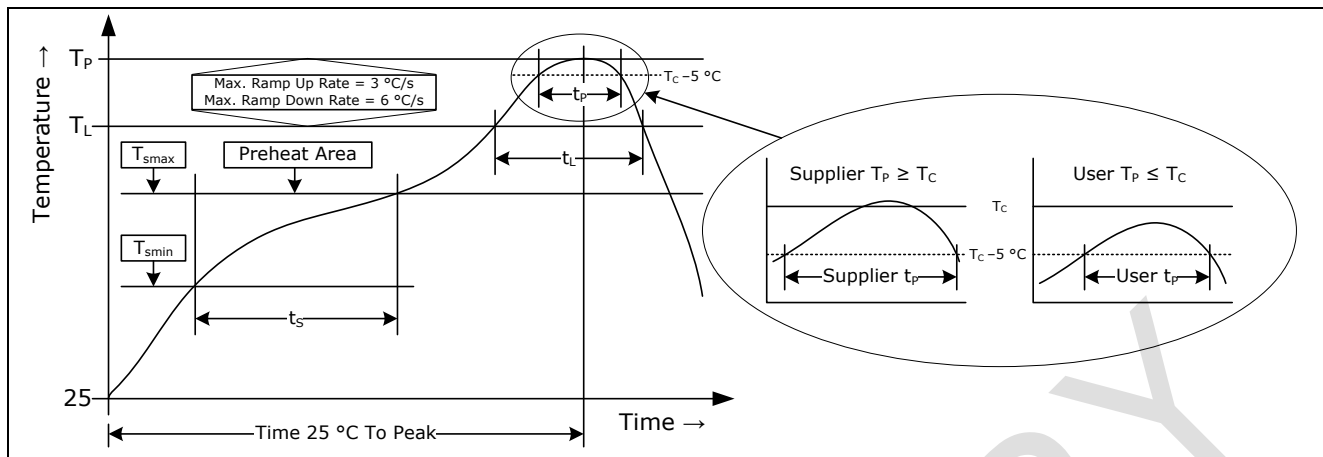 Temperature →
T_P
Max. Ramp Up Rate = 3 °C/s
Max. Ramp Down Rate = 6 °C/s
T_C –5 °C
t_P
T_L
T_smax
Preheat Area
t_L
T_smin
t_S
25
Time →
Time 25 °C To Peak
Supplier T_P ≥ T_C
User T_P ≤ T_C
T_C
T_C –5 °C
Supplier t_P
User t_P